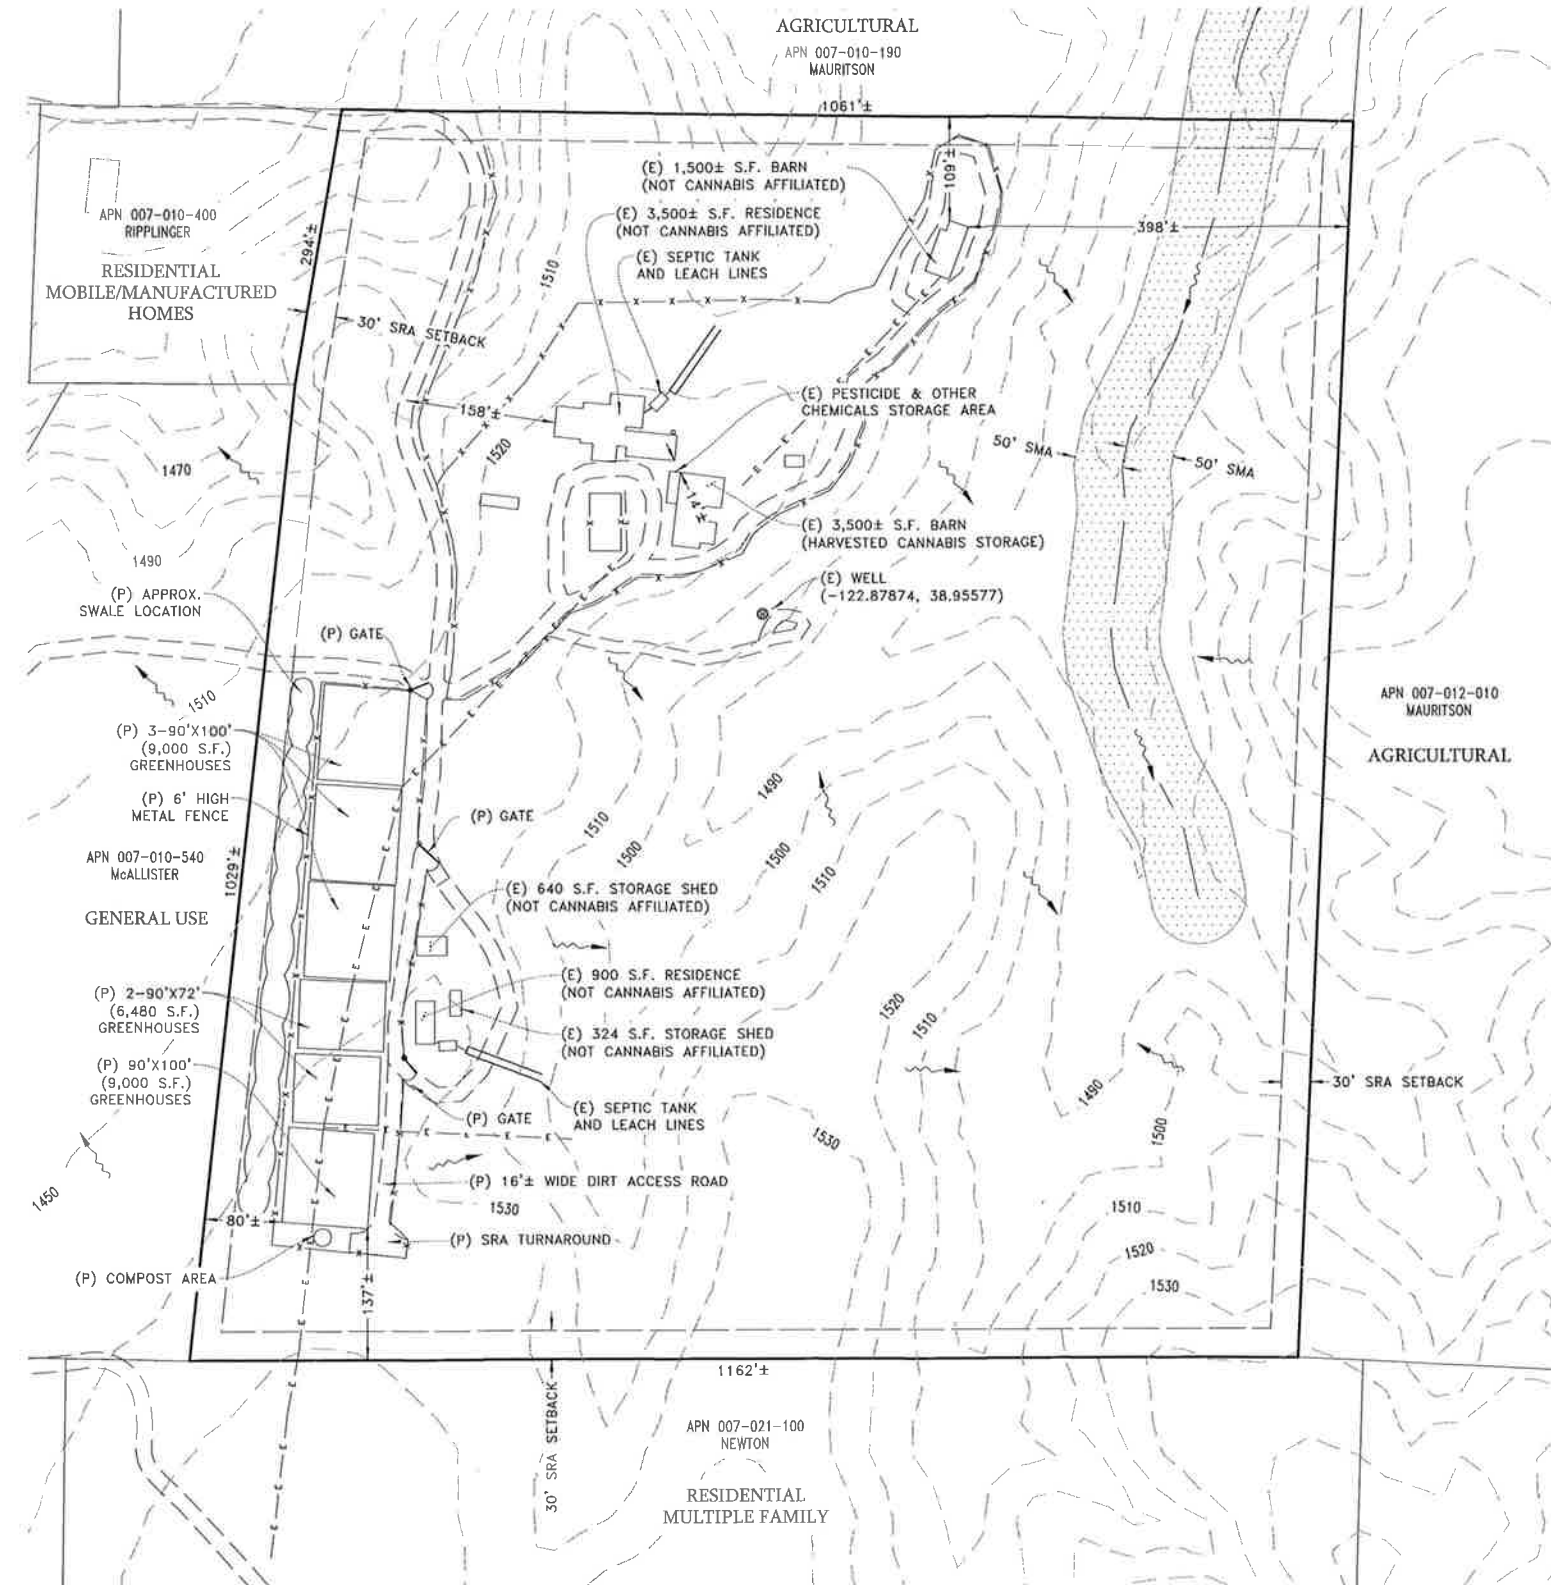 AGRICULTURAL
APN 007-010-190
MAURITSON
1061'±
(E) 1,500± S.F. BARN
(NOT CANNABIS AFFILIATED)
109'±
APN 007-010-400
RIPPLINGER
(E) 3,500± S.F. RESIDENCE
(NOT CANNABIS AFFILIATED)
398'±
294'±
(E) SEPTIC TANK
AND LEACH LINES
1510
RESIDENTIAL
MOBILE/MANUFACTURED
HOMES
30' SRA SETBACK
(E) PESTICIDE & OTHER
CHEMICALS STORAGE AREA
158'±
1520
50' SMA
50' SMA
1470
14'±
(E) 3,500± S.F. BARN
(HARVESTED CANNABIS STORAGE)
1490
(E) WELL
(-122.87874, 38.95577)
(P) APPROX.
SWALE LOCATION
(P) GATE
1510
APN 007-012-010
MAURITSON
(P) 3-90'X100'
(9,000 S.F.)
GREENHOUSES
AGRICULTURAL
1490
(P) 6' HIGH
METAL FENCE
(P) GATE
1510
1500
1500
1510
APN 007-010-540
McALLISTER
1029'±
(E) 640 S.F. STORAGE SHED
(NOT CANNABIS AFFILIATED)
GENERAL USE
(E) 900 S.F. RESIDENCE
(NOT CANNABIS AFFILIATED)
(P) 2-90'X72'
(6,480 S.F.)
GREENHOUSES
1520
1510
(E) 324 S.F. STORAGE SHED
(NOT CANNABIS AFFILIATED)
(P) 90'X100'
(9,000 S.F.)
GREENHOUSES
30' SRA SETBACK
1490
(E) SEPTIC TANK
AND LEACH LINES
(P) GATE
1530
1500
(P) 16'± WIDE DIRT ACCESS ROAD
1450
1530
1510
80'±
(P) SRA TURNAROUND
1520
(P) COMPOST AREA
137'±
1530
1162'±
30' SRA SETBACK
APN 007-021-100
NEWTON
RESIDENTIAL
MULTIPLE FAMILY